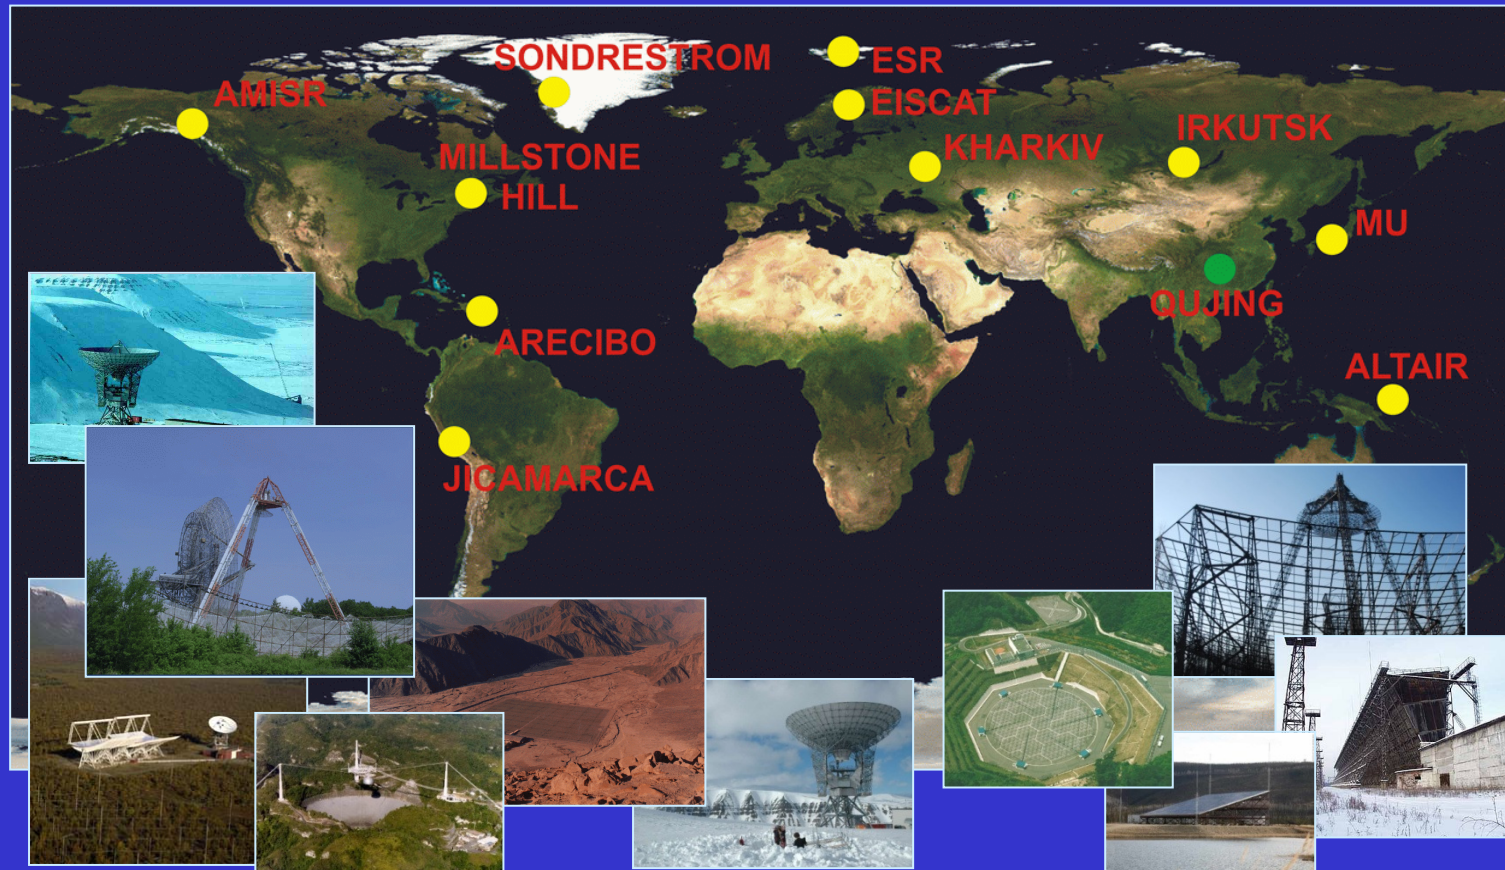 SONDRESTROM
ESR
AMISR
EISCAT
IRKUTSK
KHARKIV
MILLSTONE
HILL
MU
QUJING
ARECIBO
ALTAIR
JICAMARCA